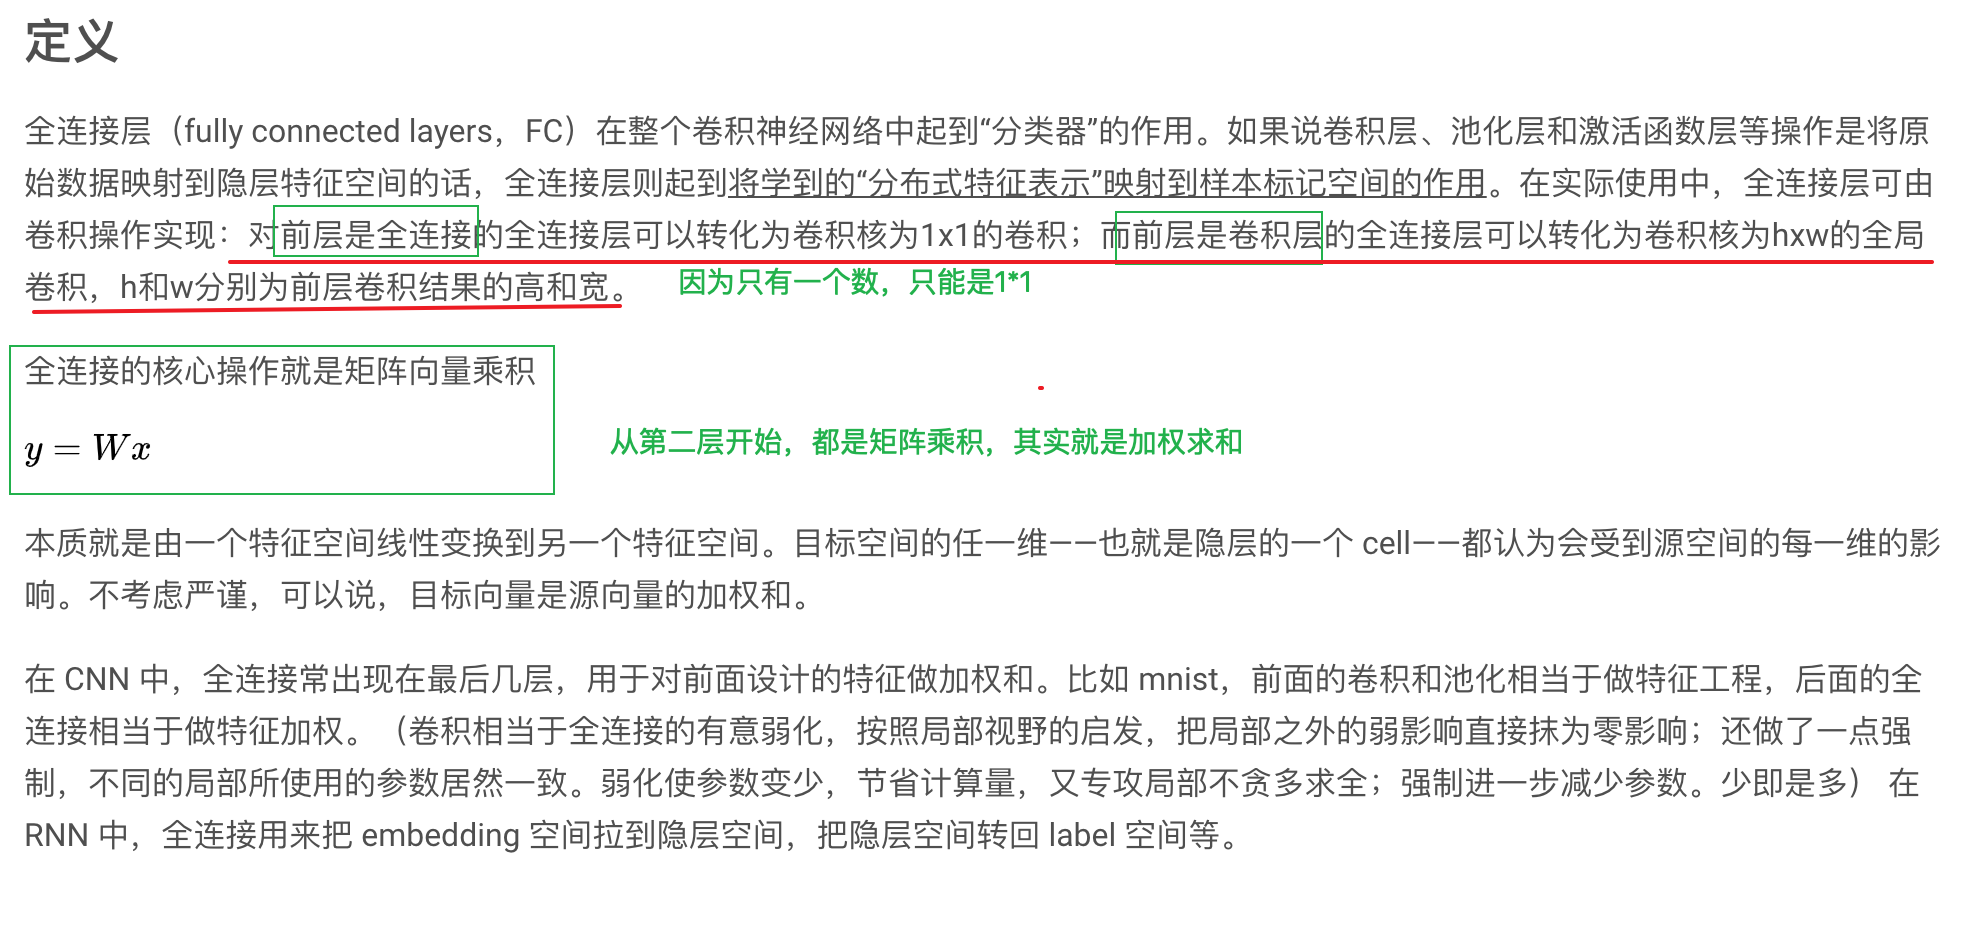 定义
全连接层（fully connected layers，FC）在整个卷积神经网络中起到“分类器”的作用。如果说卷积层、池化层和激活函数层等操作是将原
始数据映射到隐层特征空间的话，全连接层则起到将学到的“分布式特征表示”映射到样本标记空间的作用。在实际使用中，全连接层可由
卷积操作实现：对前层是全连接的全连接层可以转化为卷积核为1x1的卷积；而前层是卷积层的全连接层可以转化为卷积核为hxw的全局
卷积，h和w分别为前层卷积结果的高和宽。
因为只有一个数，只能是1*1
全连接的核心操作就是矩阵向量乘积
y = Wx
从第二层开始，都是矩阵乘积，其实就是加权求和
本质就是由一个特征空间线性变换到另一个特征空间。目标空间的任一维——也就是隐层的一个 cell——都认为会受到源空间的每一维的影
响。不考虑严谨，可以说，目标向量是源向量的加权和。
在 CNN 中，全连接常出现在最后几层，用于对前面设计的特征做加权和。比如 mnist，前面的卷积和池化相当于做特征工程，后面的全
连接相当于做特征加权。（卷积相当于全连接的有意弱化，按照局部视野的启发，把局部之外的弱影响直接抹为零影响；还做了一点强
制，不同的局部所使用的参数居然一致。弱化使参数变少，节省计算量，又专攻局部不贪多求全；强制进一步减少参数。少即是多） 在
RNN 中，全连接用来把 embedding 空间拉到隐层空间，把隐层空间转回 label 空间等。